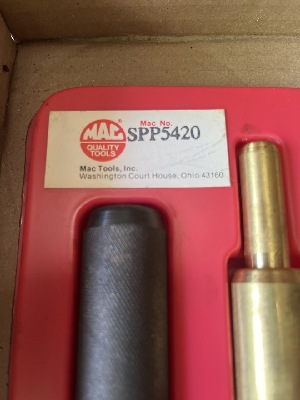 MAC
QUALITY
TOOLS
Mac No.
SPP5420
Mac Tools, Inc.
Washington Court House, Ohio 43160